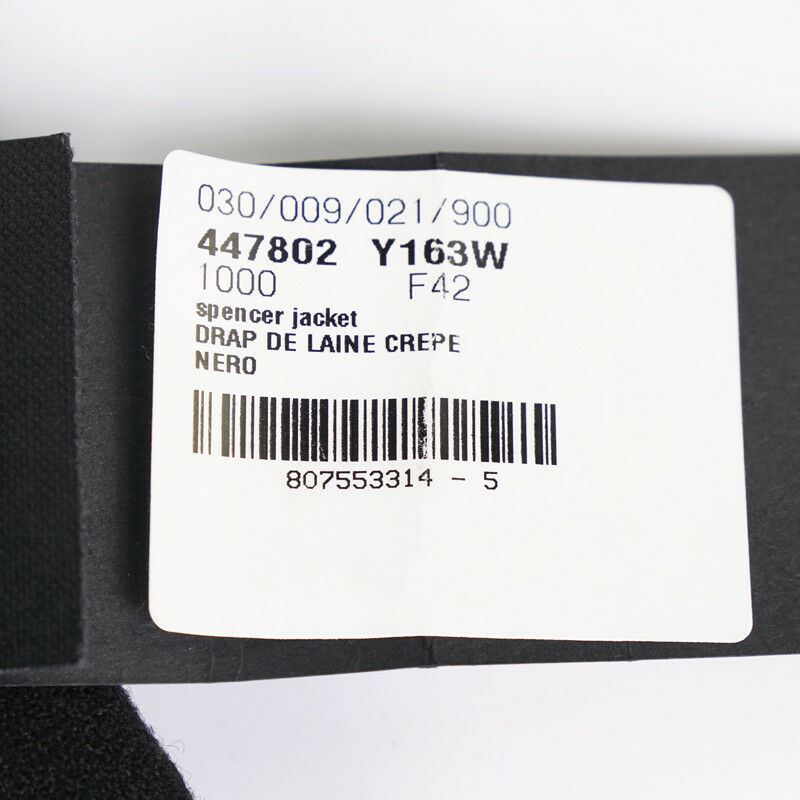 030/009/021/900
447802 Y163W
1000 F42
spencer jacket
DRAP DE LAINE CREPE
NERO
807553314 - 5